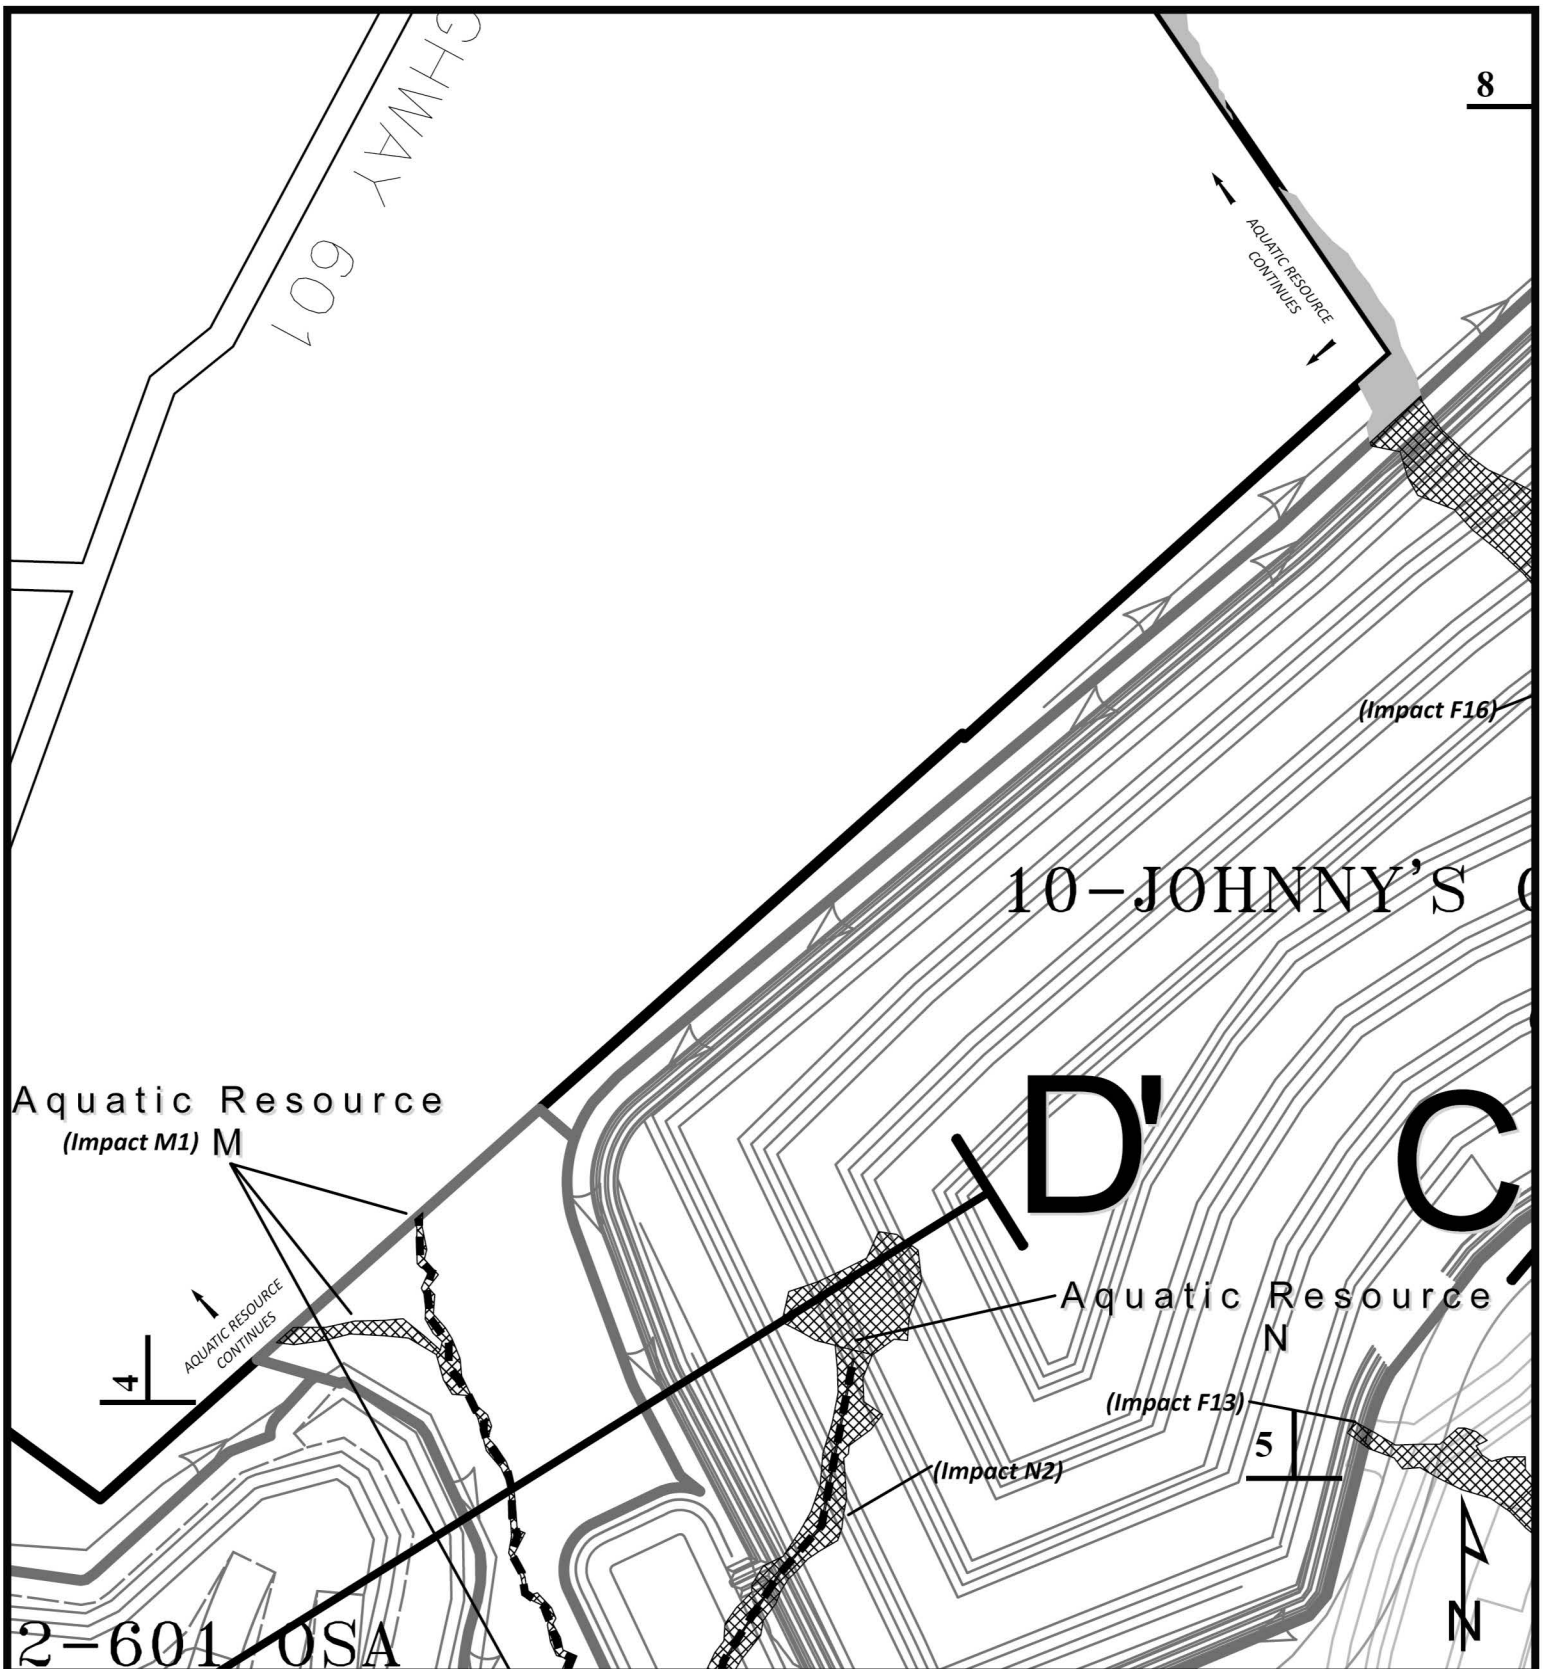 GHWAY 601
8
AQUATIC RESOURCE
CONTINUES
(Impact F16)
10-JOHNNY'S
Aquatic Resource
(Impact M1) M
D'
C
Aquatic Resource
N
AQUATIC RESOURCE
CONTINUES
4
(Impact F13)
5
(Impact N2)
N
2-601 OSA